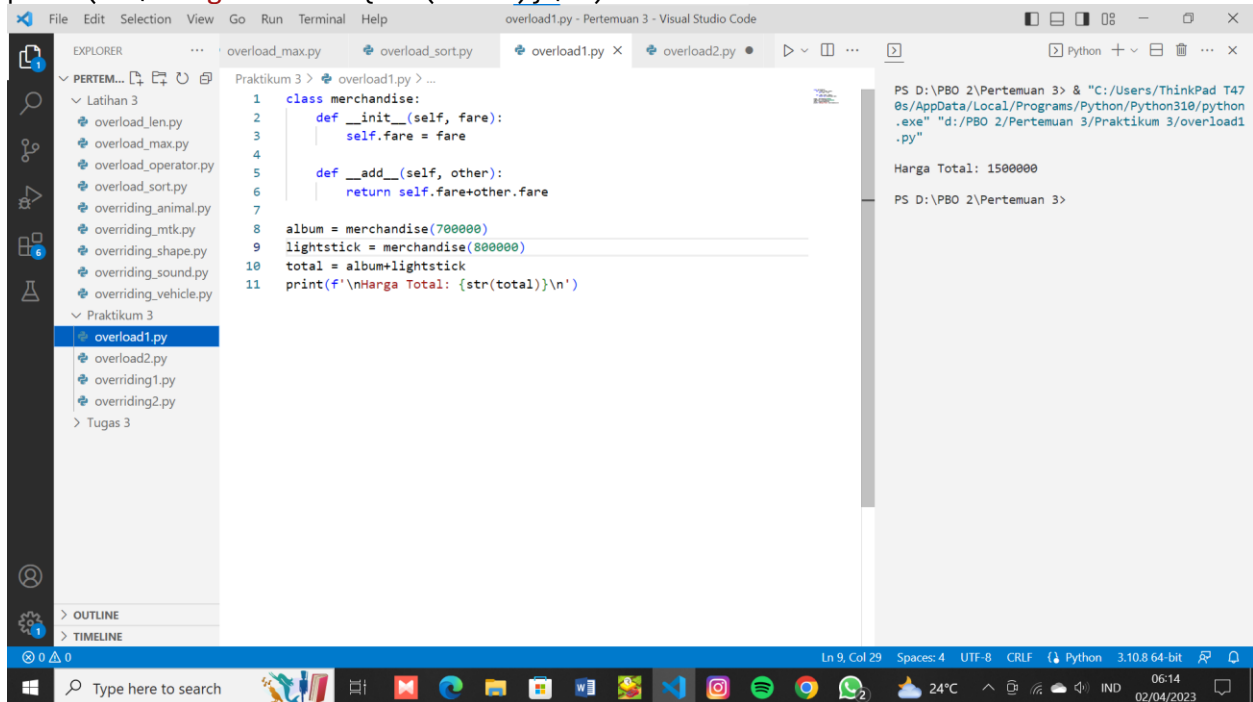 File Edit Selection View Go Run Terminal Help
overload1.py - Pertemuan 3 - Visual Studio Code
EXPLORER
overload_max.py
overload_sort.py
overload1.py
overload2.py
Python
PERTEM...
Latihan 3
overload_len.py
overload_max.py
overload_operator.py
overload_sort.py
overriding_animal.py
overriding_mtk.py
overriding_shape.py
overriding_sound.py
overriding_vehicle.py
Praktikum 3
overload1.py
overload2.py
overriding1.py
overriding2.py
Tugas 3
OUTLINE
TIMELINE
Praktikum 3 > overload1.py > ...
1 class merchandise:
2 def __init__(self, fare):
3 self.fare = fare
4
5 def __add__(self, other):
6 return self.fare+other.fare
7
8 album = merchandise(700000)
9 lightstick = merchandise(800000)
10 total = album+lightstick
11 print(f'\nHarga Total: {str(total)}\n')
PS D:\PBO 2\Pertemuan 3> & "C:/Users/ThinkPad T47
0s/AppData/Local/Programs/Python/Python310/python
.exe" "d:/PBO 2/Pertemuan 3/Praktikum 3/overload1
.py"
Harga Total: 1500000
PS D:\PBO 2\Pertemuan 3>
1
6
1
0 0
Ln 9, Col 29 Spaces: 4 UTF-8 CRLF Python 3.10.8 64-bit
Type here to search
2
24°C
IND
06:14
02/04/2023